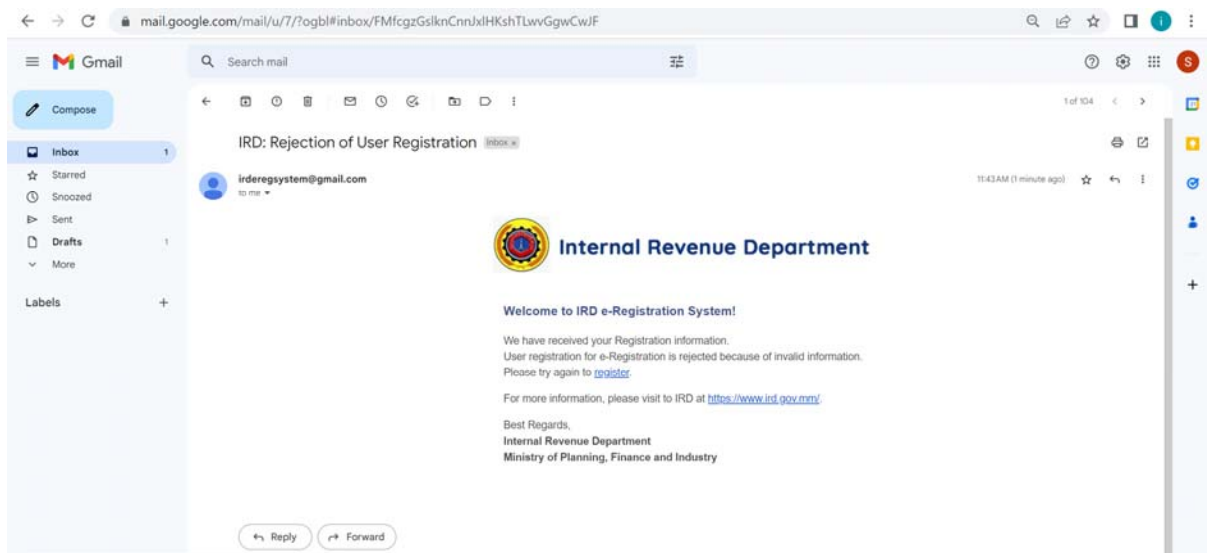 mail.google.com/mail/u/7/?ogbl#inbox/FMfcgzGslknCnnJxlHKshTLwvGgwCwJF
i
Gmail
Search mail
S
Compose
1 of 104
Inbox 1
Starred
Snoozed
Sent
Drafts 1
More
Labels
IRD: Rejection of User Registration Inbox x
irderegsystem@gmail.com
to me
11:43 AM (1 minute ago)
Internal Revenue Department
Welcome to IRD e-Registration System!
We have received your Registration information.
User registration for e-Registration is rejected because of invalid information.
Please try again to register.
For more information, please visit to IRD at https://www.ird.gov.mm/.
Best Regards,
Internal Revenue Department
Ministry of Planning, Finance and Industry
Reply Forward